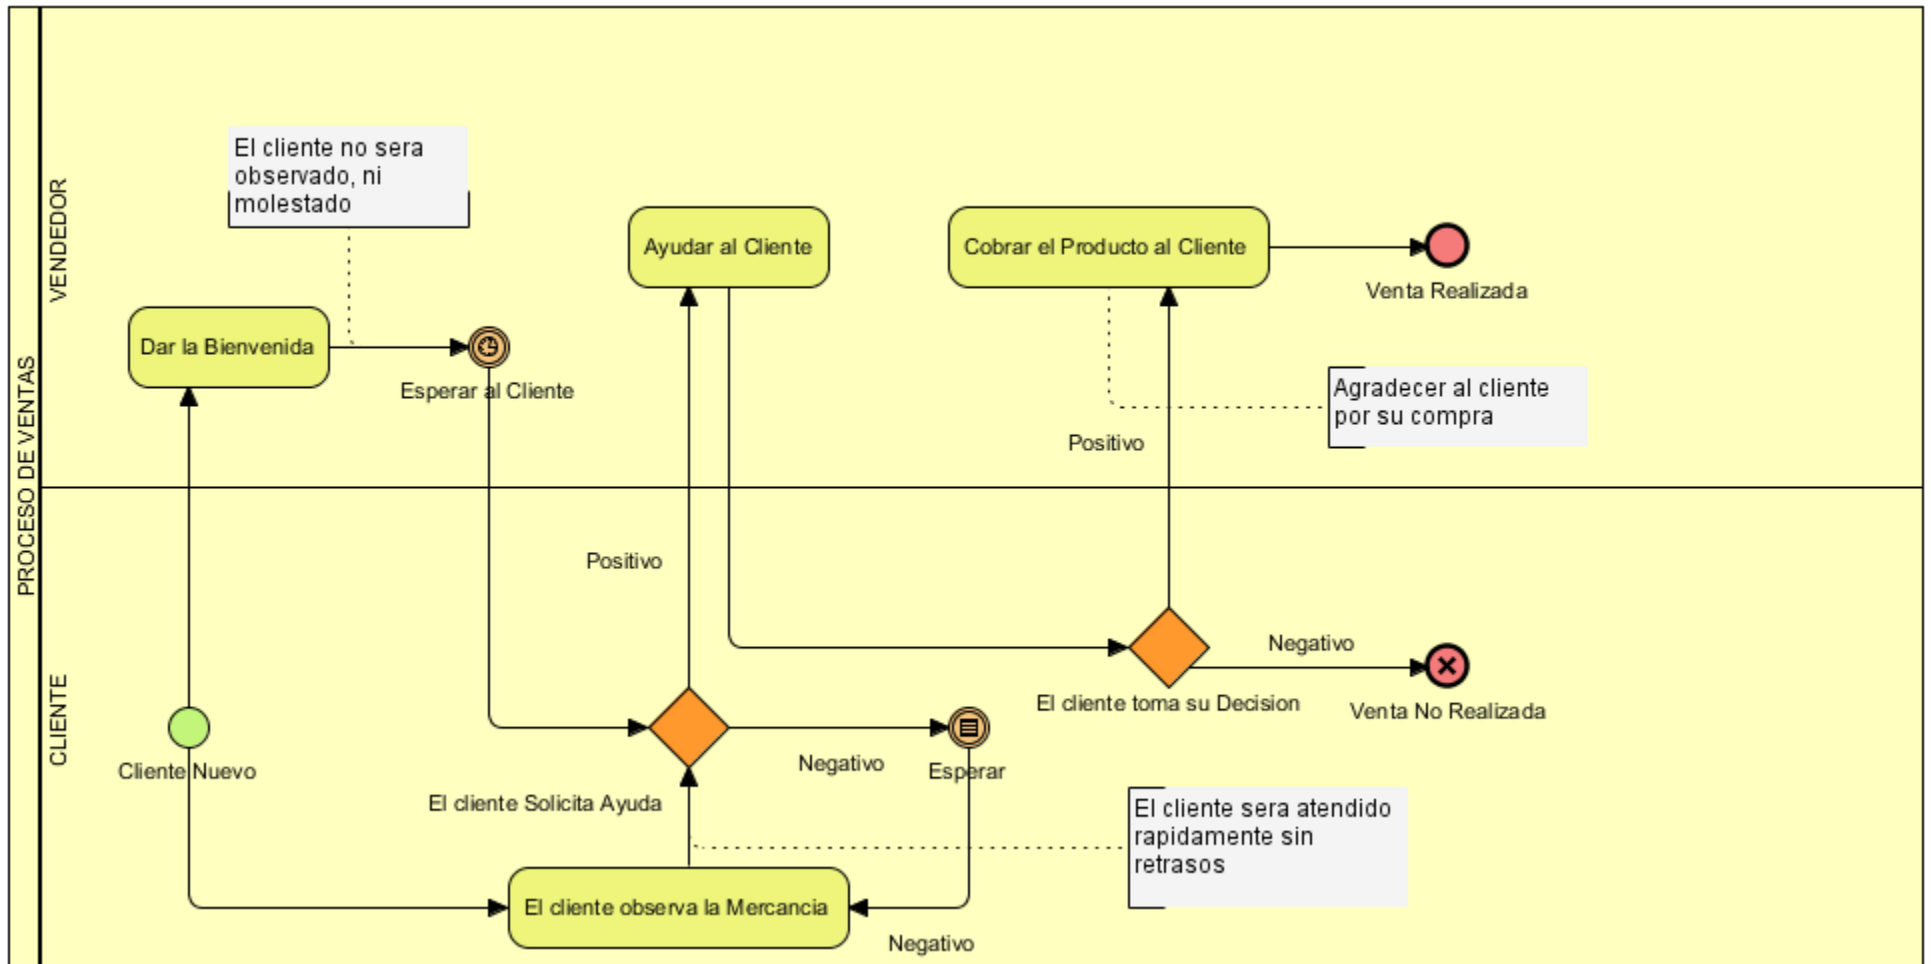 PROCESO DE VENTAS
VENDEDOR
El cliente no sera
observado, ni
molestado
Dar la Bienvenida
Esperar al Cliente
Ayudar al Cliente
Cobrar el Producto al Cliente
Venta Realizada
Agradecer al cliente
por su compra
Positivo
CLIENTE
Positivo
Cliente Nuevo
El cliente Solicita Ayuda
Negativo
Esperar
El cliente toma su Decision
Negativo
Venta No Realizada
El cliente sera atendido
rapidamente sin
retrasos
El cliente observa la Mercancia
Negativo